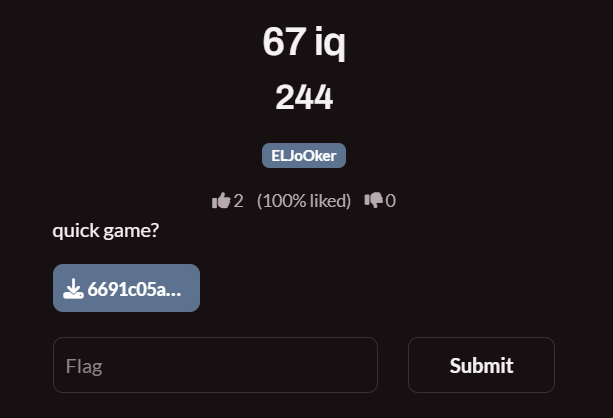 67 iq
244
ELJoOker
2 (100% liked) 0
quick game?
6691c05a...
Flag Submit